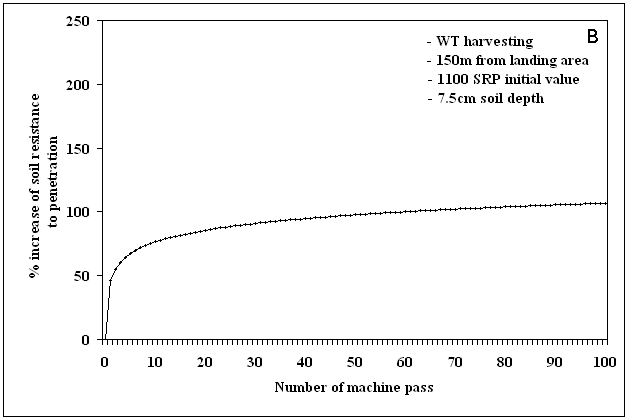 B
- WT harvesting
- 150m from landing area
- 1100 SRP initial value
- 7.5cm soil depth
% increase of soil resistance
to penetration
250
200
150
100
50
0
0 10 20 30 40 50 60 70 80 90 100
Number of machine pass